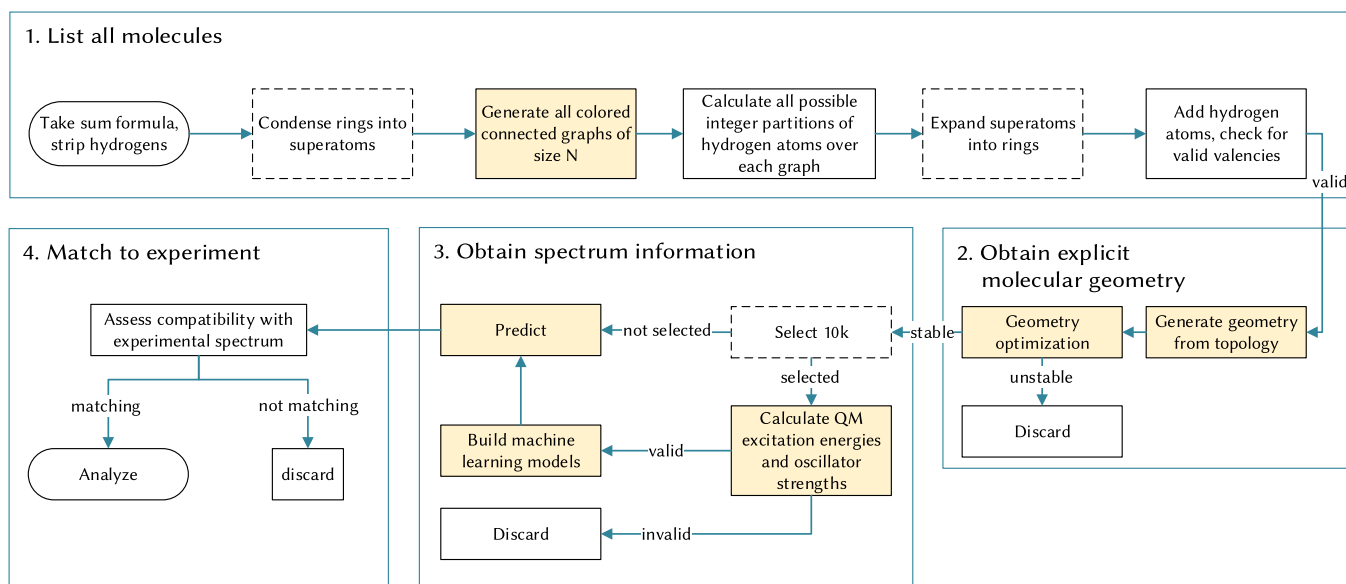 1. List all molecules
Take sum formula,
strip hydrogens
Condense rings into
superatoms
Generate all colored
connected graphs of
size N
Calculate all possible
integer partitions of
hydrogen atoms over
each graph
Expand superatoms
into rings
Add hydrogen
atoms, check for
valid valencies
valid
2. Obtain explicit
molecular geometry
Generate geometry
from topology
Geometry
optimization
unstable
Discard
stable
3. Obtain spectrum information
Select 10k
not selected
Predict
selected
Calculate QM
excitation energies
and oscillator
strengths
valid
Build machine
learning models
invalid
Discard
4. Match to experiment
Assess compatibility with
experimental spectrum
matching
not matching
Analyze
discard